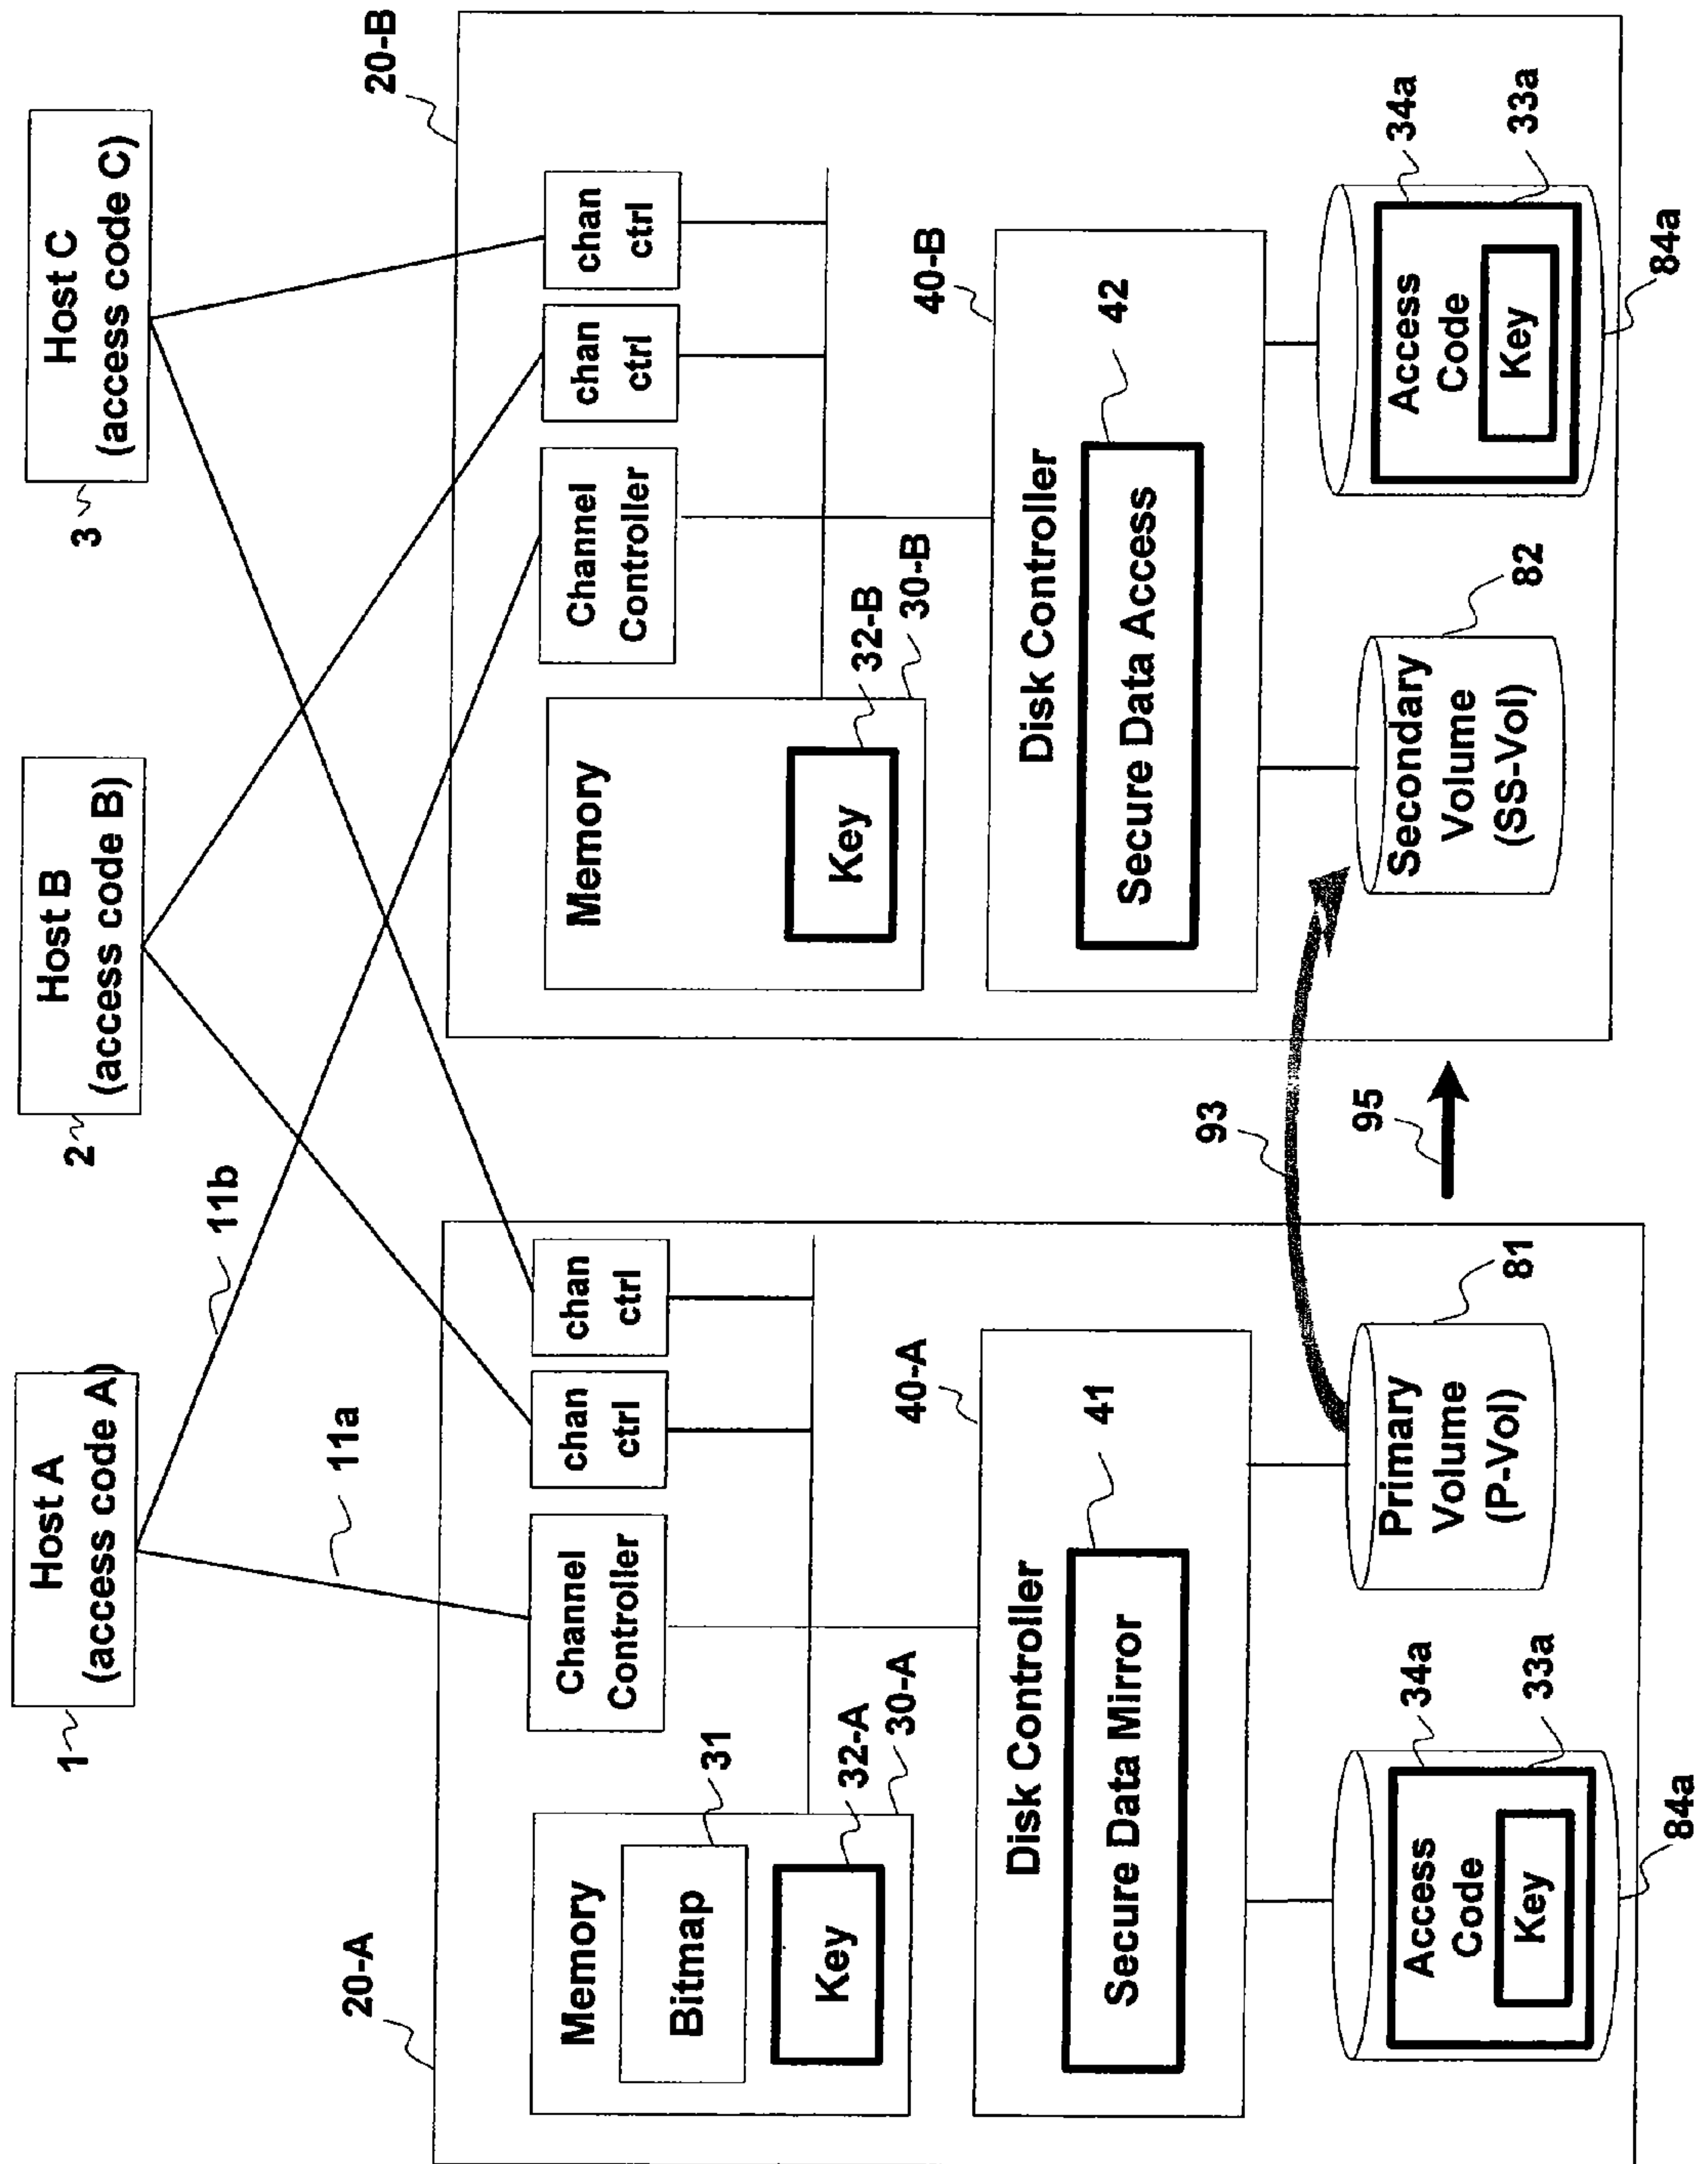 Host A
(access code A)
1
Host B
(access code B)
2
Host C
(access code C)
3
11a
11b
20-A
Memory
Bitmap
31
Key
32-A
30-A
Channel
Controller
chan
ctrl
chan
ctrl
40-A
Disk Controller
41
Secure Data Mirror
Access
Code
Key
34a
33a
84a
Primary
Volume
(P-Vol)
81
93
95
20-B
Memory
Key
32-B
30-B
Channel
Controller
chan
ctrl
chan
ctrl
40-B
Disk Controller
42
Secure Data Access
Secondary
Volume
(SS-Vol)
82
Access
Code
Key
34a
33a
84a